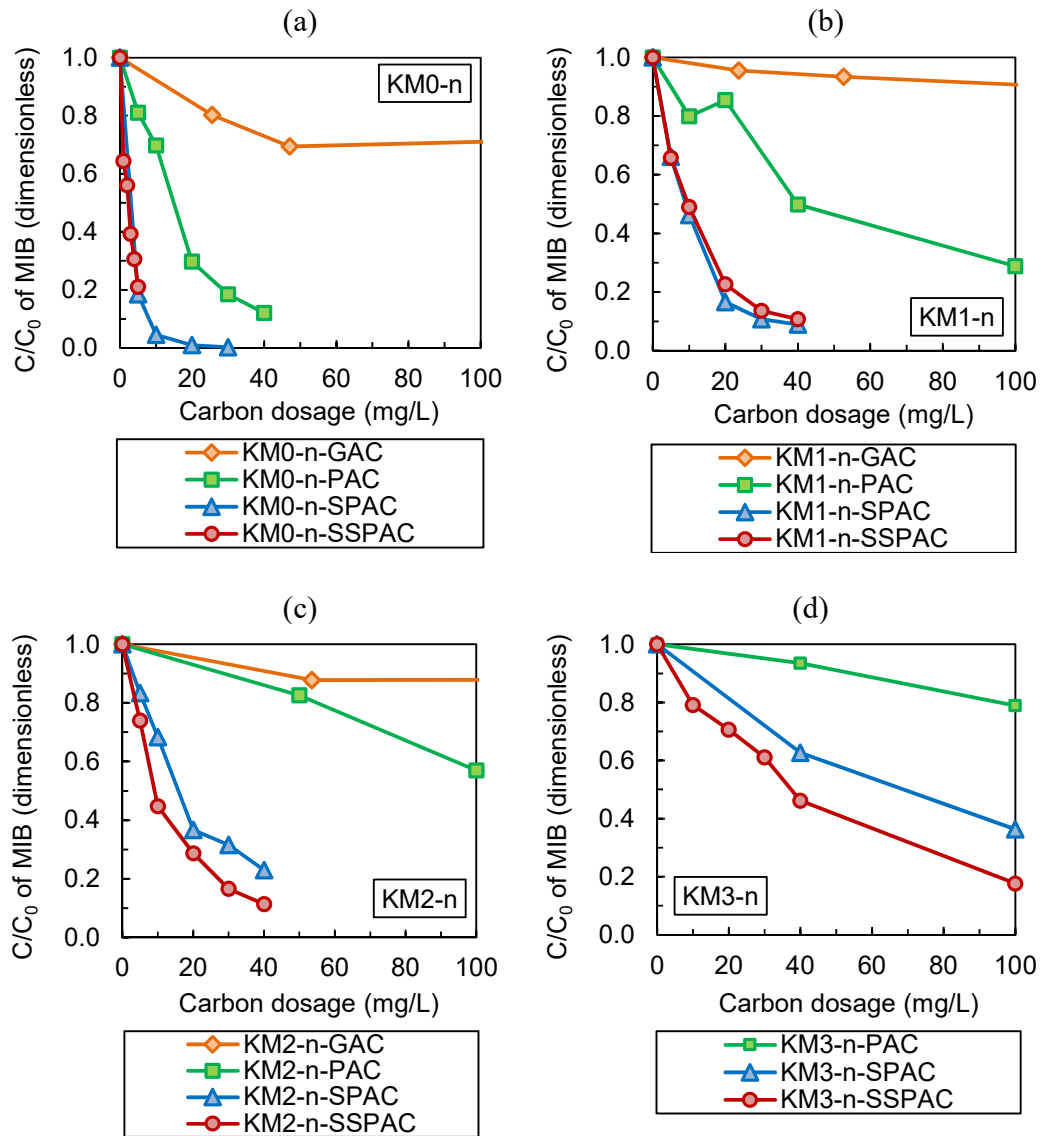 (a)
C/C₀ of MIB (dimensionless)
1.0
0.8
0.6
0.4
0.2
0.0
KM0-n
0 20 40 60 80 100
Carbon dosage (mg/L)
KM0-n-GAC
KM0-n-PAC
KM0-n-SPAC
KM0-n-SSPAC
(b)
C/C₀ of MIB (dimensionless)
1.0
0.8
0.6
0.4
0.2
0.0
KM1-n
0 20 40 60 80 100
Carbon dosage (mg/L)
KM1-n-GAC
KM1-n-PAC
KM1-n-SPAC
KM1-n-SSPAC
(c)
C/C₀ of MIB (dimensionless)
1.0
0.8
0.6
0.4
0.2
0.0
KM2-n
0 20 40 60 80 100
Carbon dosage (mg/L)
KM2-n-GAC
KM2-n-PAC
KM2-n-SPAC
KM2-n-SSPAC
(d)
C/C₀ of MIB (dimensionless)
1.0
0.8
0.6
0.4
0.2
0.0
KM3-n
0 20 40 60 80 100
Carbon dosage (mg/L)
KM3-n-PAC
KM3-n-SPAC
KM3-n-SSPAC